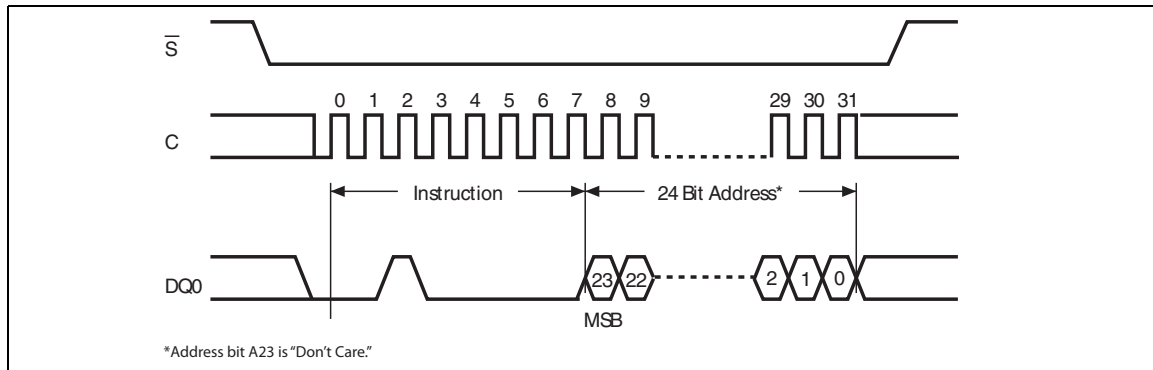 S̅
0 1 2 3 4 5 6 7 8 9 29 30 31
C
Instruction 24 Bit Address*
DQ0 23 22 2 1 0
MSB
*Address bit A23 is “Don’t Care.”